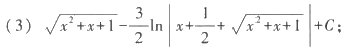 (3) √(x²+x+1) - 3/2 ln |x + 1/2 + √(x²+x+1)| + C;